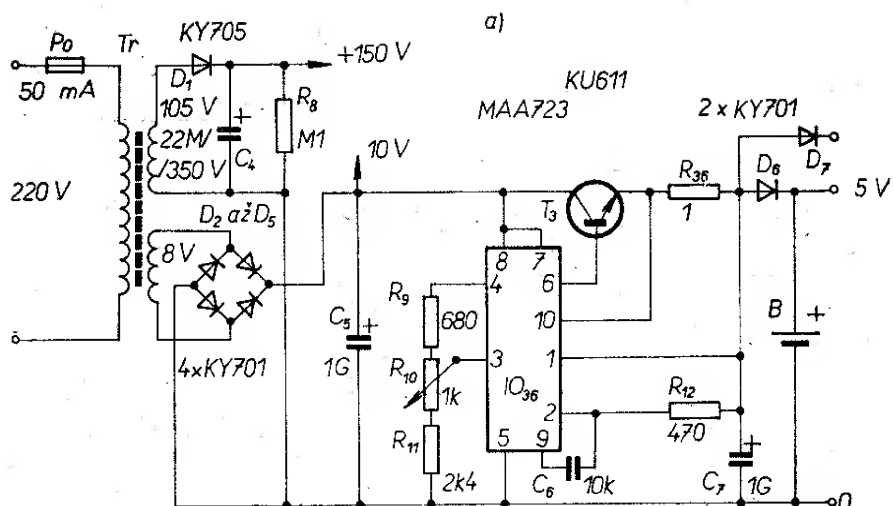 a)
Po
Tr
KY705
50 mA
D1
105 V
22M/
/350 V
C4
+
R8
M1
+150 V
KU611
MAA723
2 x KY701
D7
220 V
10 V
R36
1
D6
5 V
T3
D2 až D5
8 V
4xKY701
C5
+
1G
R9
680
R10
1k
R11
2k4
8
7
4
6
10
3
1
IO36
2
5
9
R12
470
C6
10k
C7
+
1G
B
+
0